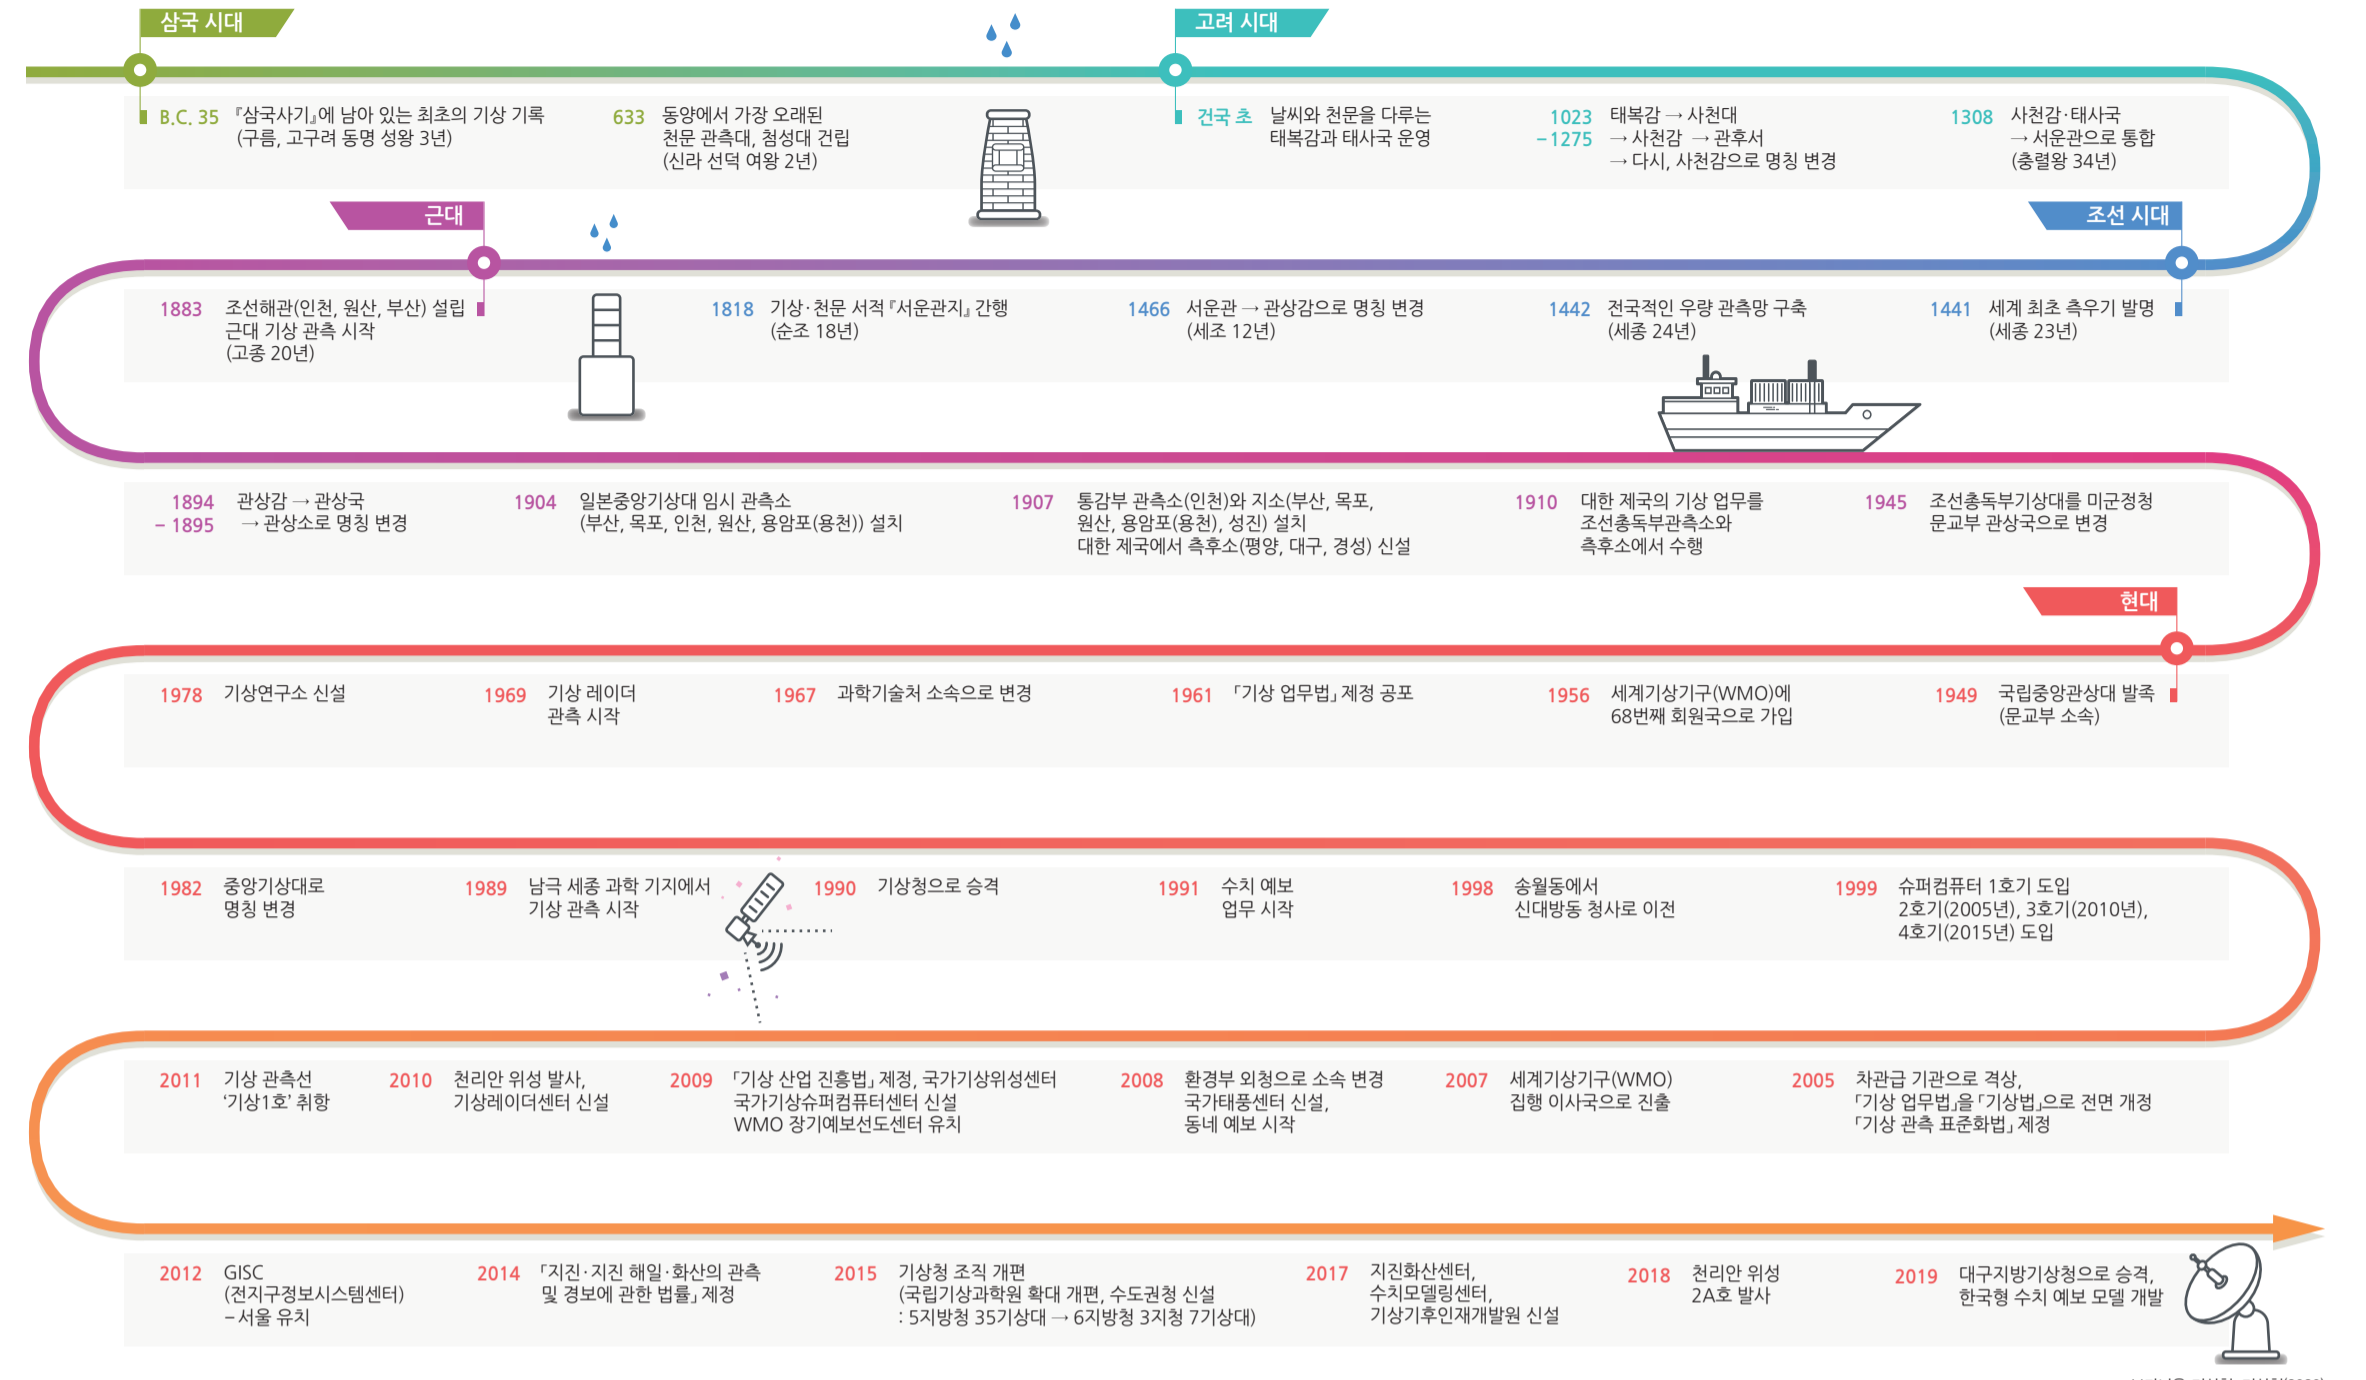 삼국 시대
B.C. 35 『삼국사기』에 남아 있는 최초의 기상 기록
(구름, 고구려 동명 성왕 3년)
633 동양에서 가장 오래된
천문 관측대, 첨성대 건립
(신라 선덕 여왕 2년)
고려 시대
건국 초 날씨와 천문을 다루는
태복감과 태사국 운영
1023 태복감 → 사천대
– 1275 → 사천감 → 관후서
→ 다시, 사천감으로 명칭 변경
1308 사천감·태사국
→ 서운관으로 통합
(충렬왕 34년)
조선 시대
1441 세계 최초 측우기 발명
(세종 23년)
1442 전국적인 우량 관측망 구축
(세종 24년)
1466 서운관 → 관상감으로 명칭 변경
(세조 12년)
1818 기상·천문 서적 『서운관지』 간행
(순조 18년)
근대
1883 조선해관(인천, 원산, 부산) 설립
근대 기상 관측 시작
(고종 20년)
1894 관상감 → 관상국
– 1895 → 관상소로 명칭 변경
1904 일본중앙기상대 임시 관측소
(부산, 목포, 인천, 원산, 용암포(용천)) 설치
1907 통감부 관측소(인천)와 지소(부산, 목포,
원산, 용암포(용천), 성진) 설치
대한 제국에서 측후소(평양, 대구, 경성) 신설
1910 대한 제국의 기상 업무를
조선총독부관측소와
측후소에서 수행
1945 조선총독부기상대를 미군정청
문교부 관상국으로 변경
현대
1949 국립중앙관상대 발족
(문교부 소속)
1956 세계기상기구(WMO)에
68번째 회원국으로 가입
1961 「기상 업무법」 제정 공포
1967 과학기술처 소속으로 변경
1969 기상 레이더
관측 시작
1978 기상연구소 신설
1982 중앙기상대로
명칭 변경
1989 남극 세종 과학 기지에서
기상 관측 시작
1990 기상청으로 승격
1991 수치 예보
업무 시작
1998 송월동에서
신대방동 청사로 이전
1999 슈퍼컴퓨터 1호기 도입
2호기(2005년), 3호기(2010년),
4호기(2015년) 도입
2005 차관급 기관으로 격상,
「기상 업무법」을 「기상법」으로 전면 개정
「기상 관측 표준화법」 제정
2007 세계기상기구(WMO)
집행 이사국으로 진출
2008 환경부 외청으로 소속 변경
국가태풍센터 신설,
동네 예보 시작
2009 「기상 산업 진흥법」 제정, 국가기상위성센터
국가기상슈퍼컴퓨터센터 신설
WMO 장기예보선도센터 유치
2010 천리안 위성 발사,
기상레이더센터 신설
2011 기상 관측선
‘기상1호’ 취항
2012 GISC
(전지구정보시스템센터)
– 서울 유치
2014 「지진·지진 해일·화산의 관측
및 경보에 관한 법률」 제정
2015 기상청 조직 개편
(국립기상과학원 확대 개편, 수도권청 신설
: 5지방청 35기상대 → 6지방청 3지청 7기상대)
2017 지진화산센터,
수치모델링센터,
기상기후인재개발원 신설
2018 천리안 위성
2A호 발사
2019 대구지방기상청으로 승격,
한국형 수치 예보 모델 개발